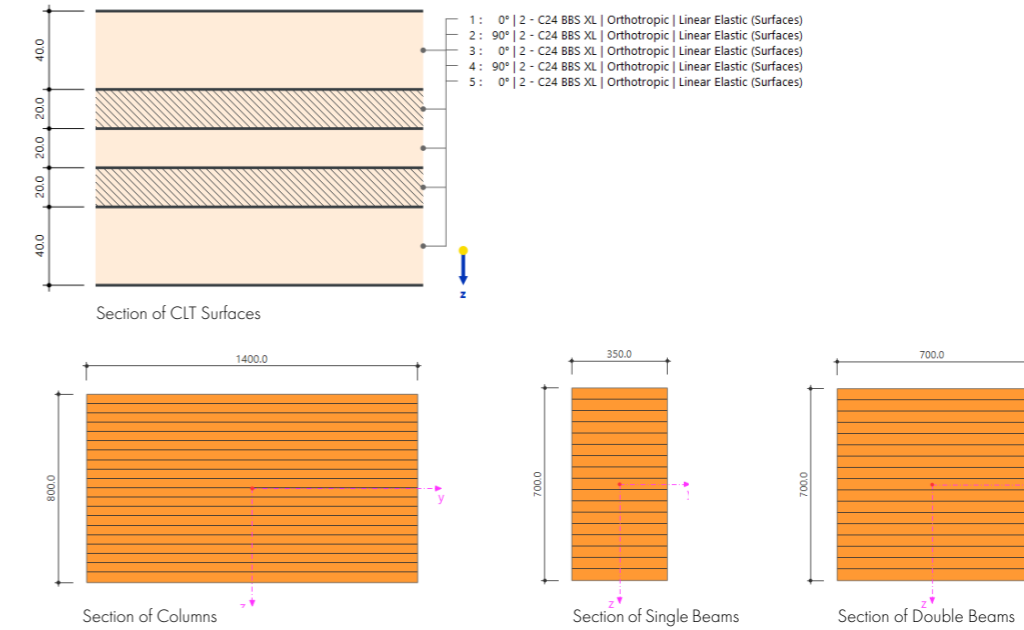 40.0
20.0
20.0
20.0
40.0
1 : 0° | 2 - C24 BBS XL | Orthotropic | Linear Elastic (Surfaces)
2 : 90° | 2 - C24 BBS XL | Orthotropic | Linear Elastic (Surfaces)
3 : 0° | 2 - C24 BBS XL | Orthotropic | Linear Elastic (Surfaces)
4 : 90° | 2 - C24 BBS XL | Orthotropic | Linear Elastic (Surfaces)
5 : 0° | 2 - C24 BBS XL | Orthotropic | Linear Elastic (Surfaces)
z
Section of CLT Surfaces
1400.0
800.0
y
Section of Columns
350.0
700.0
z
Section of Single Beams
700.0
700.0
z
Section of Double Beams